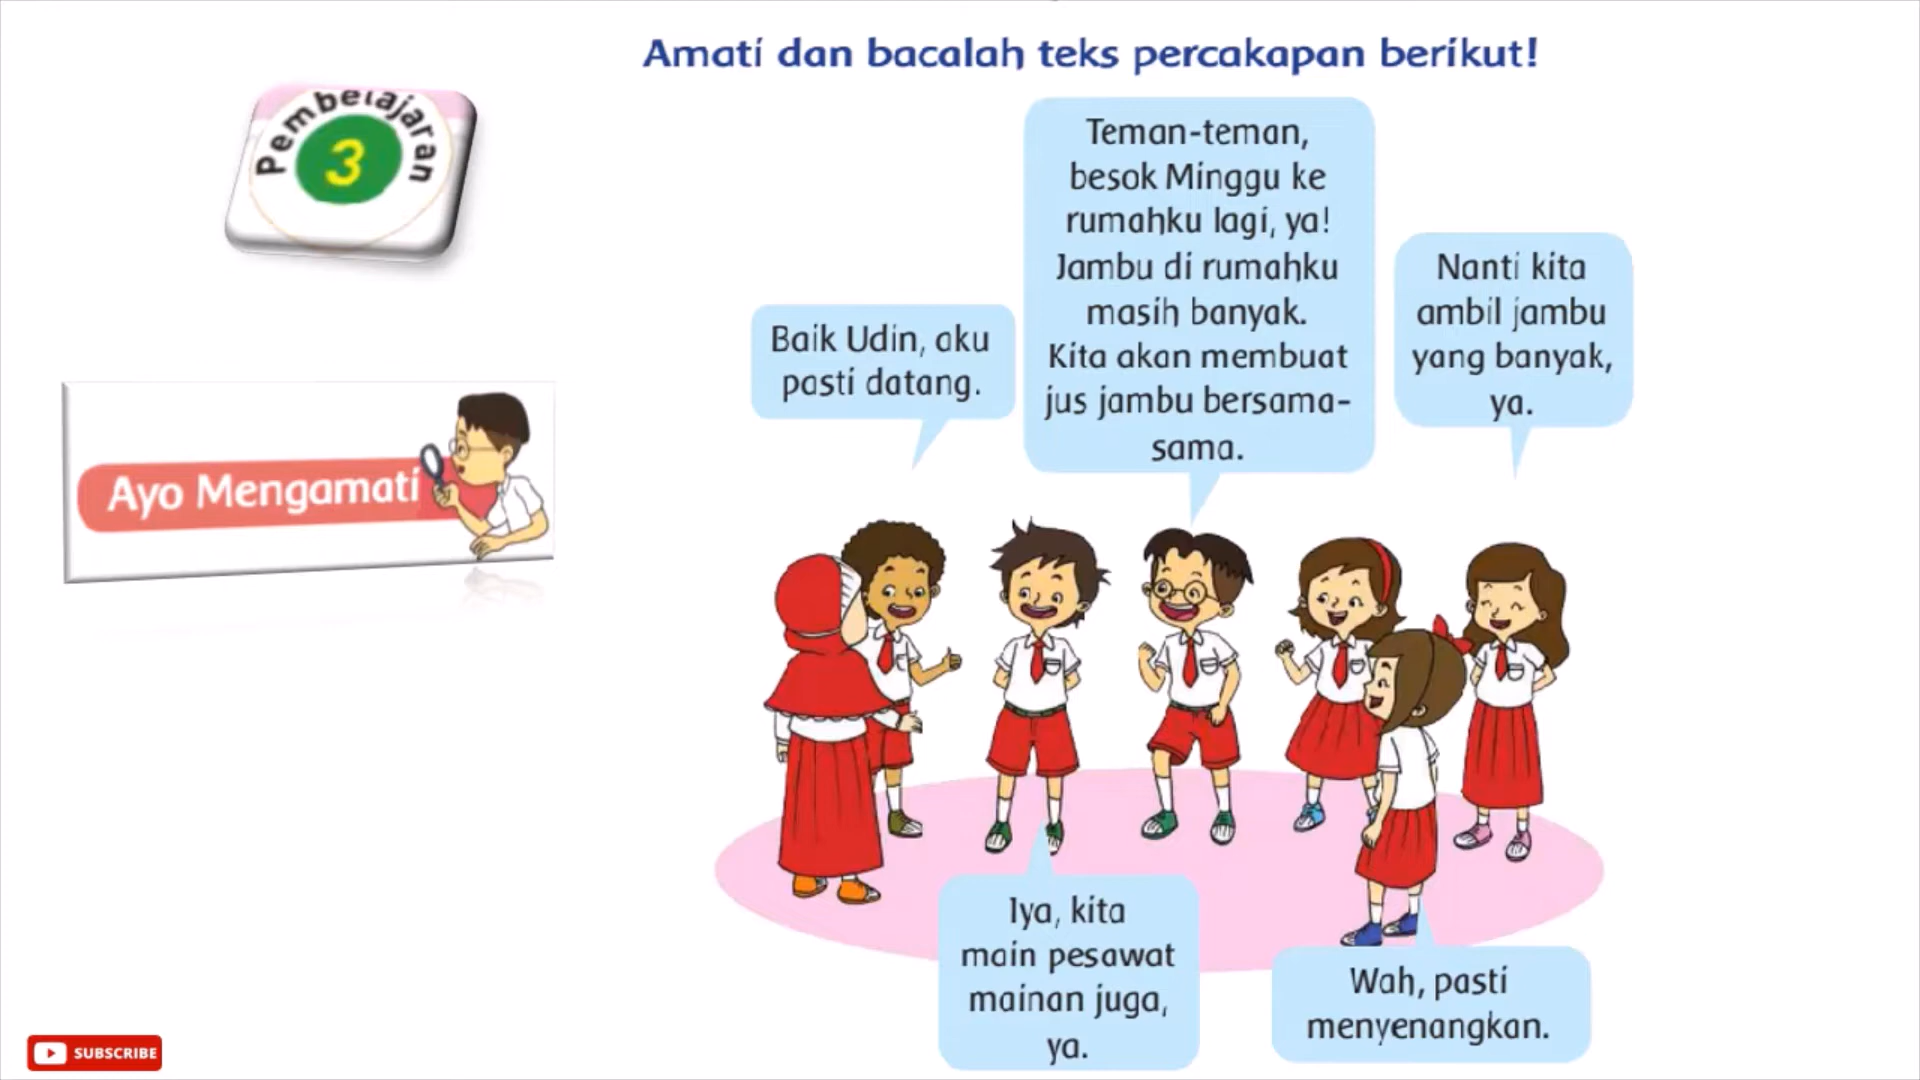 Amati dan bacalah teks percakapan berikut!
Pembelajaran
3
Ayo Mengamati
Baik Udin, aku
pasti datang.
Teman-teman,
besok Minggu ke
rumahku lagi, ya!
Jambu di rumahku
masih banyak.
Kita akan membuat
jus jambu bersama-
sama.
Nanti kita
ambil jambu
yang banyak,
ya.
Iya, kita
main pesawat
mainan juga,
ya.
Wah, pasti
menyenangkan.
SUBSCRIBE